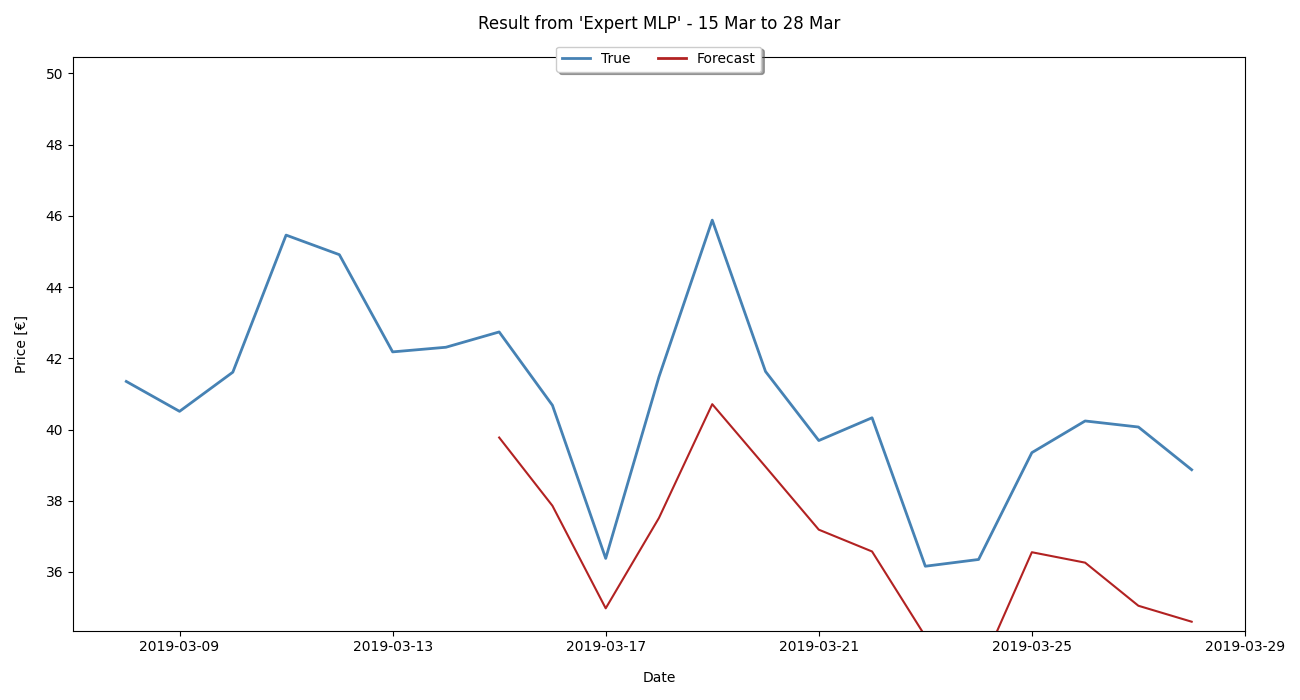 Result from 'Expert MLP' - 15 Mar to 28 Mar
True
Forecast
50
48
46
44
42
40
38
36
Price [€]
2019-03-09
2019-03-13
2019-03-17
2019-03-21
2019-03-25
2019-03-29
Date